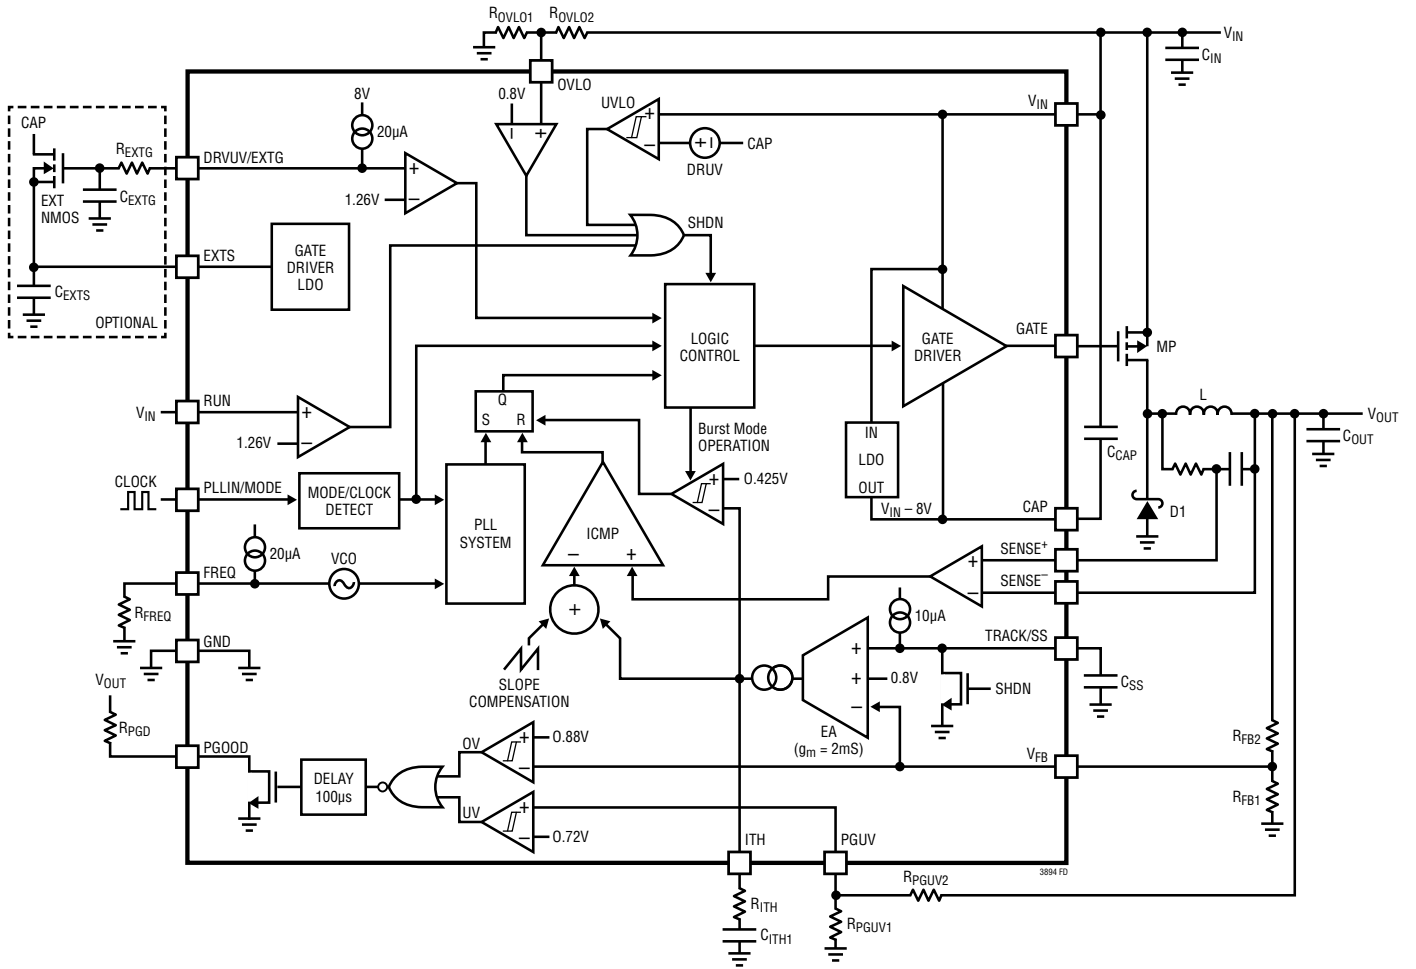 ROVLO1 ROVLO2
VIN
CIN
OVLO
8V
0.8V
UVLO
+
−
VIN
CAP
20µA
− +
+ −
CAP
DRUV
REXTG
DRVUV/EXTG
+
−
1.26V
EXT
NMOS
CEXTG
SHDN
EXTS
GATE
DRIVER
LDO
CEXTS
OPTIONAL
LOGIC
CONTROL
GATE
DRIVER
GATE
MP
RUN
VIN
+
−
1.26V
Q
S R
Burst Mode
OPERATION
IN
LDO
OUT
L
VOUT
COUT
CCAP
CLOCK
PLLIN/MODE
MODE/CLOCK
DETECT
+
−
0.425V
VIN – 8V
CAP
D1
20µA
VCO
PLL
SYSTEM
ICMP
− +
SENSE+
+
SENSE–
−
FREQ
RFREQ
+
10µA
TRACK/SS
GND
+
+
−
0.8V
SHDN
CSS
SLOPE
COMPENSATION
EA
(gm = 2mS)
VOUT
RPGD
PGOOD
OV
+
−
0.88V
VFB
RFB2
DELAY
100µs
UV
+
−
0.72V
RFB1
ITH
PGUV
3894 FD
RPGUV2
RITH
RPGUV1
CITH1